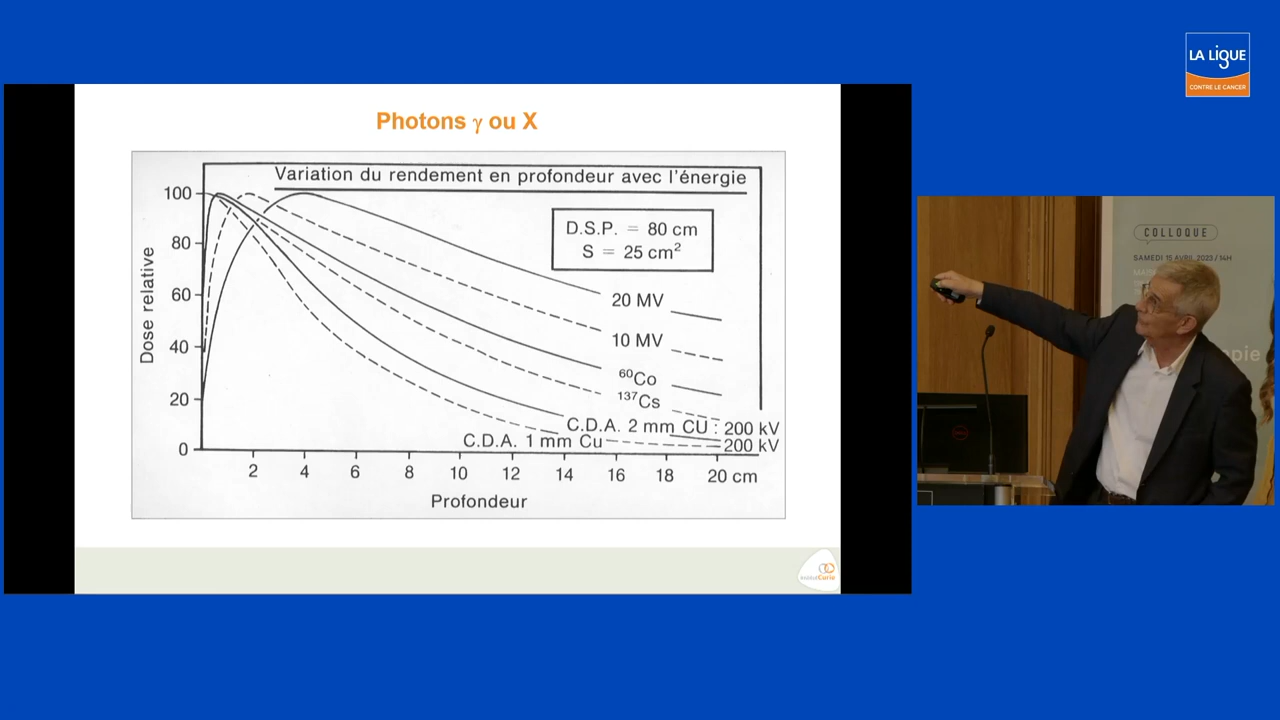 LA LIGUE
CONTRE LE CANCER
Photons γ ou X
Variation du rendement en profondeur avec l'énergie
D.S.P. = 80 cm
S = 25 cm²
Dose relative
100
80
60
40
20
0
20 MV
10 MV
⁶⁰Co
¹³⁷Cs
C.D.A. 2 mm CU : 200 kV
C.D.A. 1 mm Cu 200 kV
2 4 6 8 10 12 14 16 18 20 cm
Profondeur
institutCurie
COLLOQUE
SAMEDI 15 AVRIL 2023 / 14H
pie